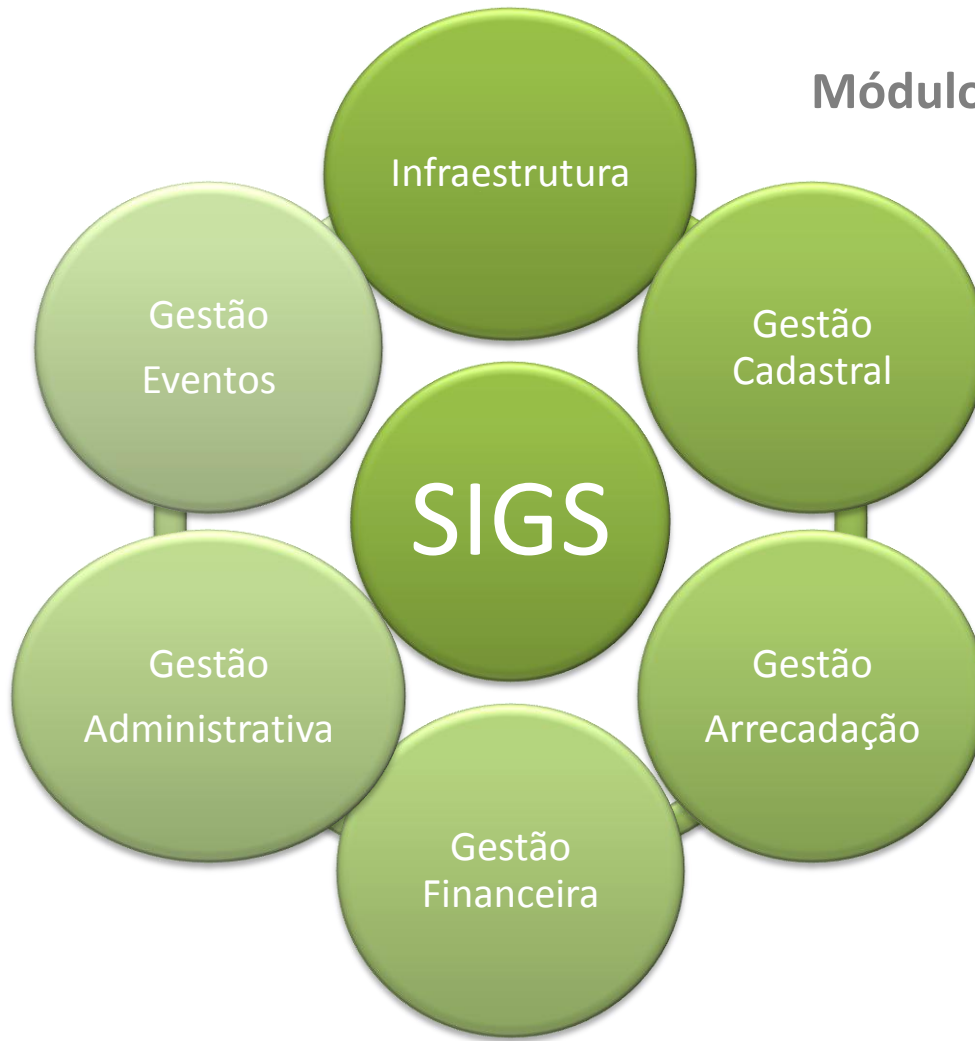 Módulo
Infraestrutura
Gestão
Cadastral
Gestão
Arrecadação
Gestão
Financeira
Gestão
Administrativa
Gestão
Eventos
SIGS